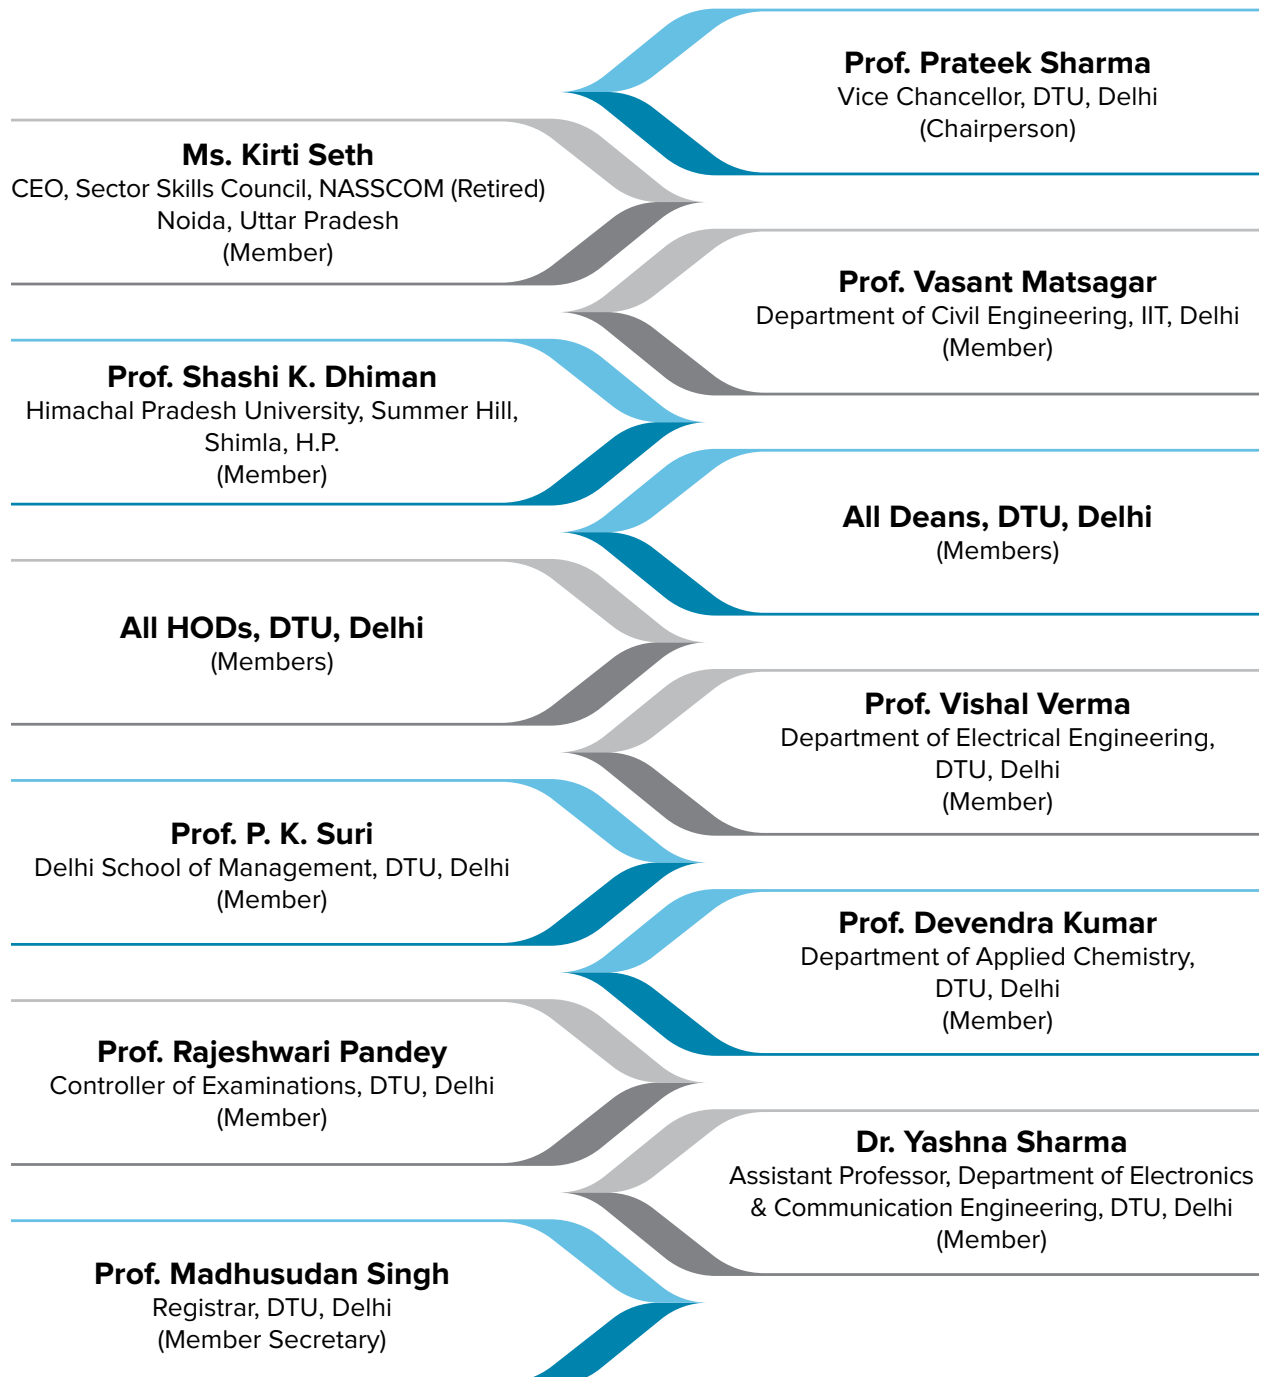 Prof. Prateek Sharma
Vice Chancellor, DTU, Delhi
(Chairperson)
Ms. Kirti Seth
CEO, Sector Skills Council, NASSCOM (Retired)
Noida, Uttar Pradesh
(Member)
Prof. Vasant Matsagar
Department of Civil Engineering, IIT, Delhi
(Member)
Prof. Shashi K. Dhiman
Himachal Pradesh University, Summer Hill,
Shimla, H.P.
(Member)
All Deans, DTU, Delhi
(Members)
All HODs, DTU, Delhi
(Members)
Prof. Vishal Verma
Department of Electrical Engineering,
DTU, Delhi
(Member)
Prof. P. K. Suri
Delhi School of Management, DTU, Delhi
(Member)
Prof. Devendra Kumar
Department of Applied Chemistry,
DTU, Delhi
(Member)
Prof. Rajeshwari Pandey
Controller of Examinations, DTU, Delhi
(Member)
Dr. Yashna Sharma
Assistant Professor, Department of Electronics
& Communication Engineering, DTU, Delhi
(Member)
Prof. Madhusudan Singh
Registrar, DTU, Delhi
(Member Secretary)